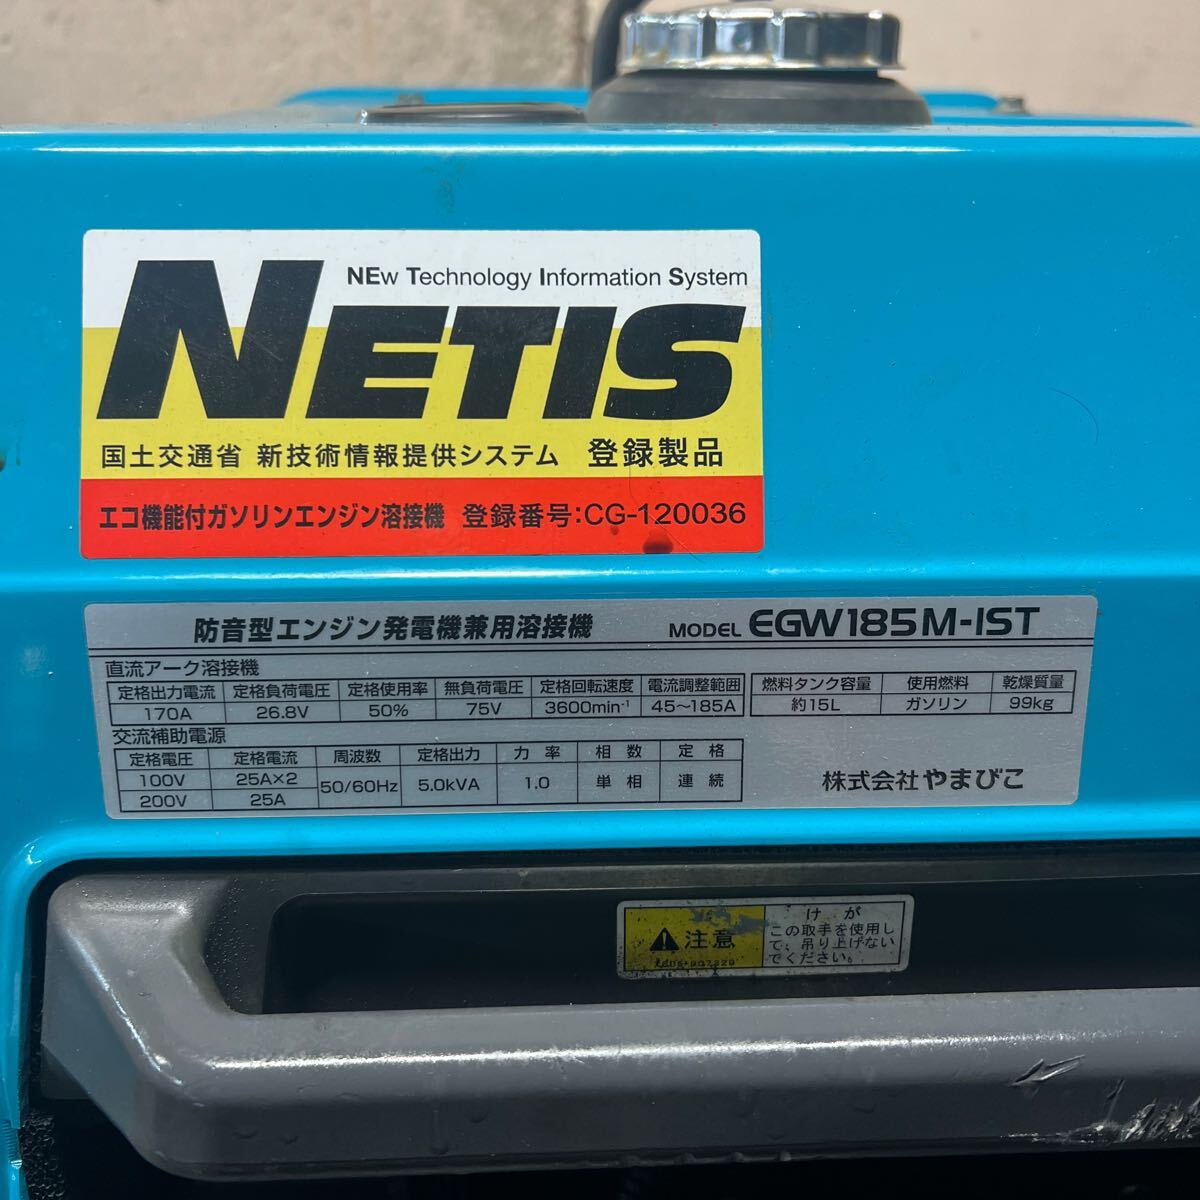 NEw Technology Information System
NETIS
国土交通省 新技術情報提供システム 登録製品
エコ機能付ガソリンエンジン溶接機 登録番号:CG-120036
防音型エンジン発電機兼用溶接機 MODEL EGW185M-IST
直流アーク溶接機
定格出力電流 定格負荷電圧 定格使用率 無負荷電圧 定格回転速度 電流調整範囲 燃料タンク容量 使用燃料 乾燥質量
170A 26.8V 50% 75V 3600min⁻¹ 45~185A 約15L ガソリン 99kg
交流補助電源
定格電圧 定格電流 周波数 定格出力 力率 相数 定格
100V 25A×2 50/60Hz 5.0kVA 1.0 単相 連続
200V 25A
株式会社やまびこ
注意
けが
この取手を使用し
て、吊り上げない
でください。